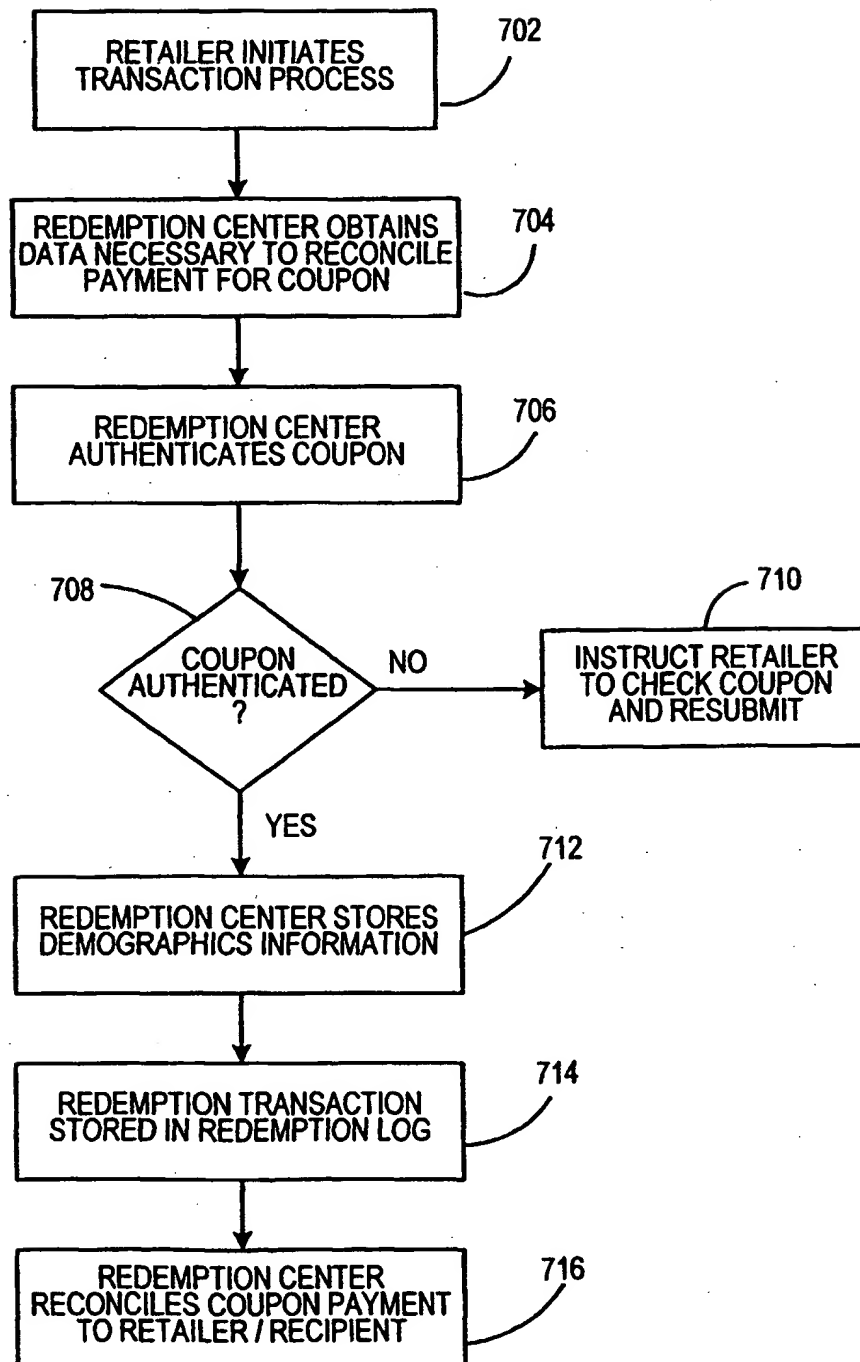 RETAILER INITIATES
TRANSACTION PROCESS
702
REDEMPTION CENTER OBTAINS
DATA NECESSARY TO RECONCILE
PAYMENT FOR COUPON
704
REDEMPTION CENTER
AUTHENTICATES COUPON
706
708
COUPON
AUTHENTICATED
?
NO
710
INSTRUCT RETAILER
TO CHECK COUPON
AND RESUBMIT
YES
712
REDEMPTION CENTER STORES
DEMOGRAPHICS INFORMATION
714
REDEMPTION TRANSACTION
STORED IN REDEMPTION LOG
REDEMPTION CENTER
RECONCILES COUPON PAYMENT
TO RETAILER / RECIPIENT
716